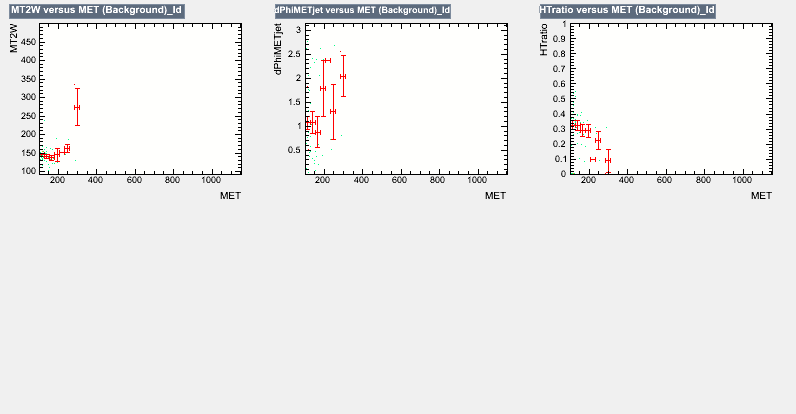 MT2W versus MET (Background)_Id
MT2W
450
400
350
300
250
200
150
100
200 400 600 800 1000
MET
dPhiMETjet versus MET (Background)_Id
dPhiMETjet
3
2.5
2
1.5
1
0.5
200 400 600 800 1000
MET
HTratio versus MET (Background)_Id
HTratio
1
0.9
0.8
0.7
0.6
0.5
0.4
0.3
0.2
0.1
0
200 400 600 800 1000
MET